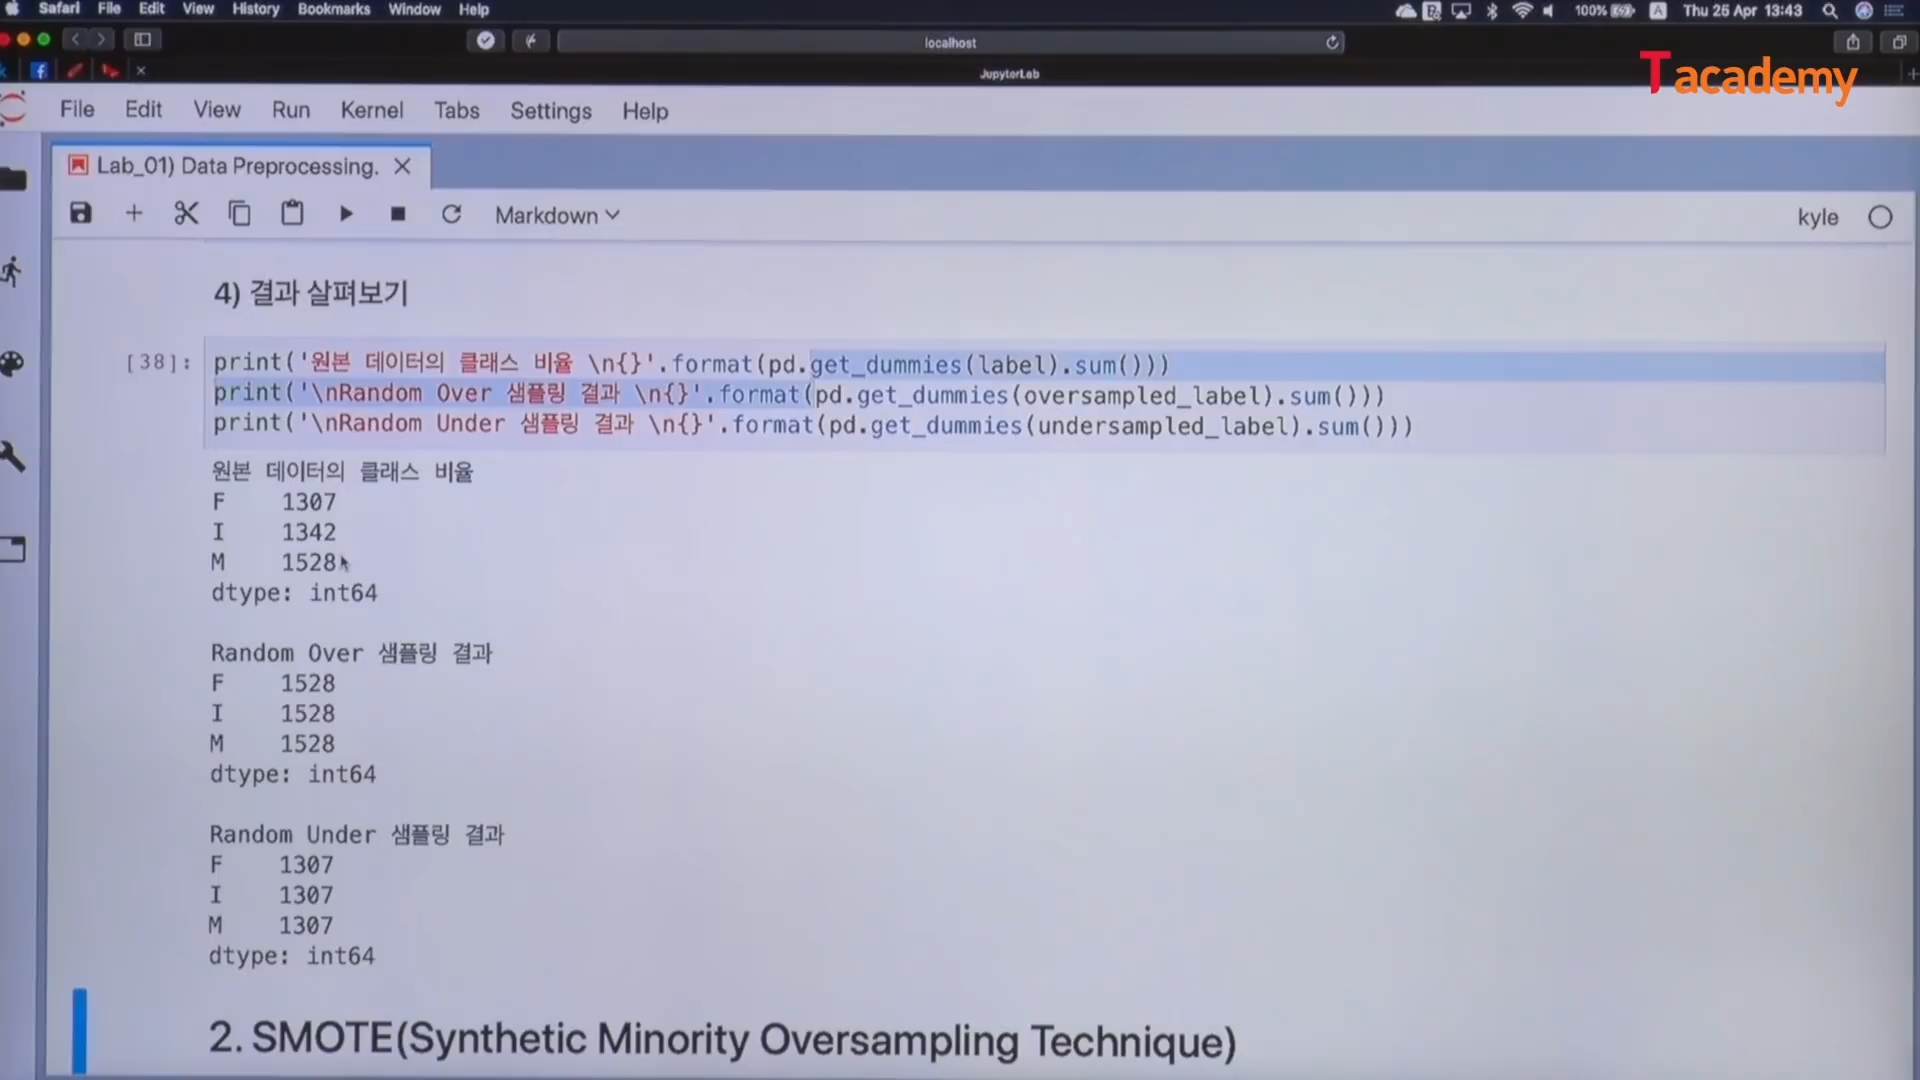 Safari File Edit View History Bookmarks Window Help
100% A Thu 25 Apr 13:43
localhost
JupyterLab
T academy
File Edit View Run Kernel Tabs Settings Help
Lab_01) Data Preprocessing.
Markdown
kyle
4) 결과 살펴보기
[38]: print('원본 데이터의 클래스 비율 \n{}'.format(pd.get_dummies(label).sum()))
print('\nRandom Over 샘플링 결과 \n{}'.format(pd.get_dummies(oversampled_label).sum()))
print('\nRandom Under 샘플링 결과 \n{}'.format(pd.get_dummies(undersampled_label).sum()))
원본 데이터의 클래스 비율
F 1307
I 1342
M 1528
dtype: int64
Random Over 샘플링 결과
F 1528
I 1528
M 1528
dtype: int64
Random Under 샘플링 결과
F 1307
I 1307
M 1307
dtype: int64
2. SMOTE(Synthetic Minority Oversampling Technique)